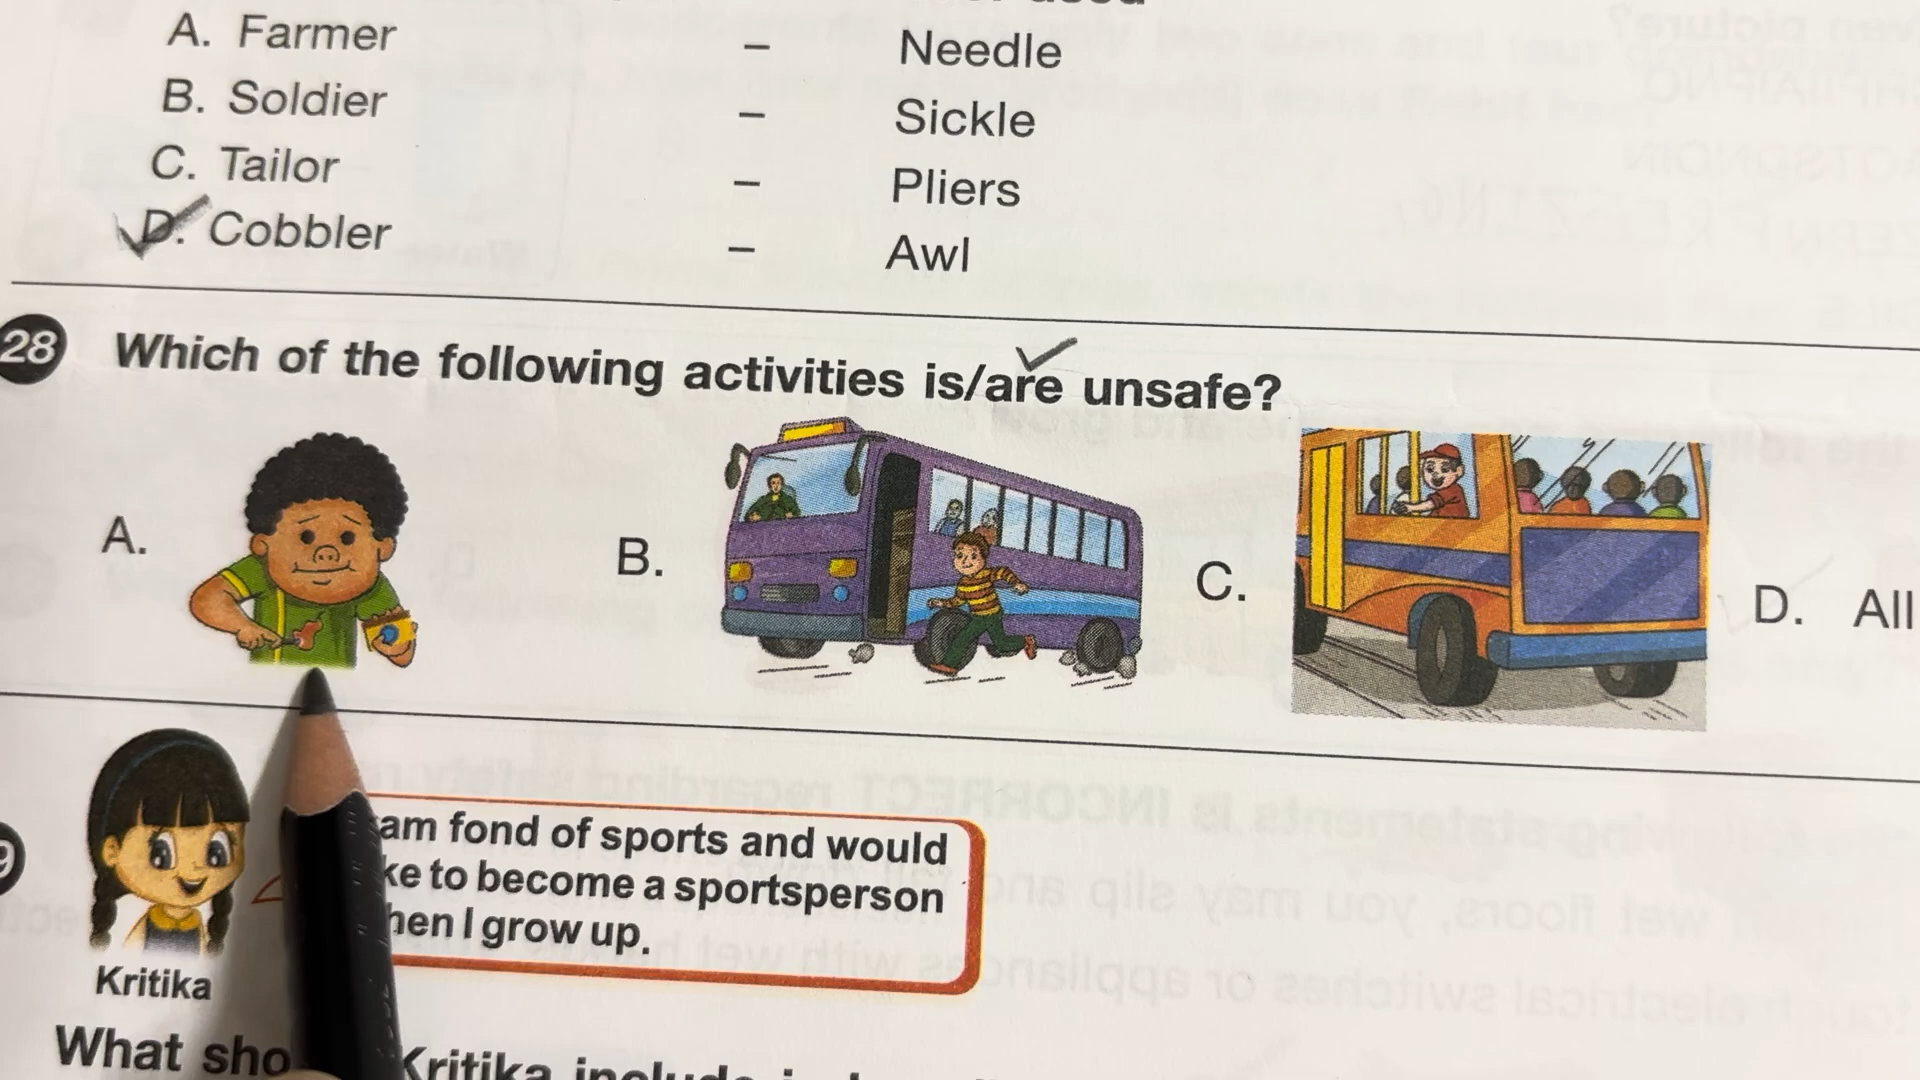 A. Farmer – Needle
B. Soldier – Sickle
C. Tailor – Pliers
D. Cobbler – Awl
28 Which of the following activities is/are unsafe?
A. B. C. D. All
am fond of sports and would
ke to become a sportsperson
hen I grow up.
Kritika
What sho Kritika include